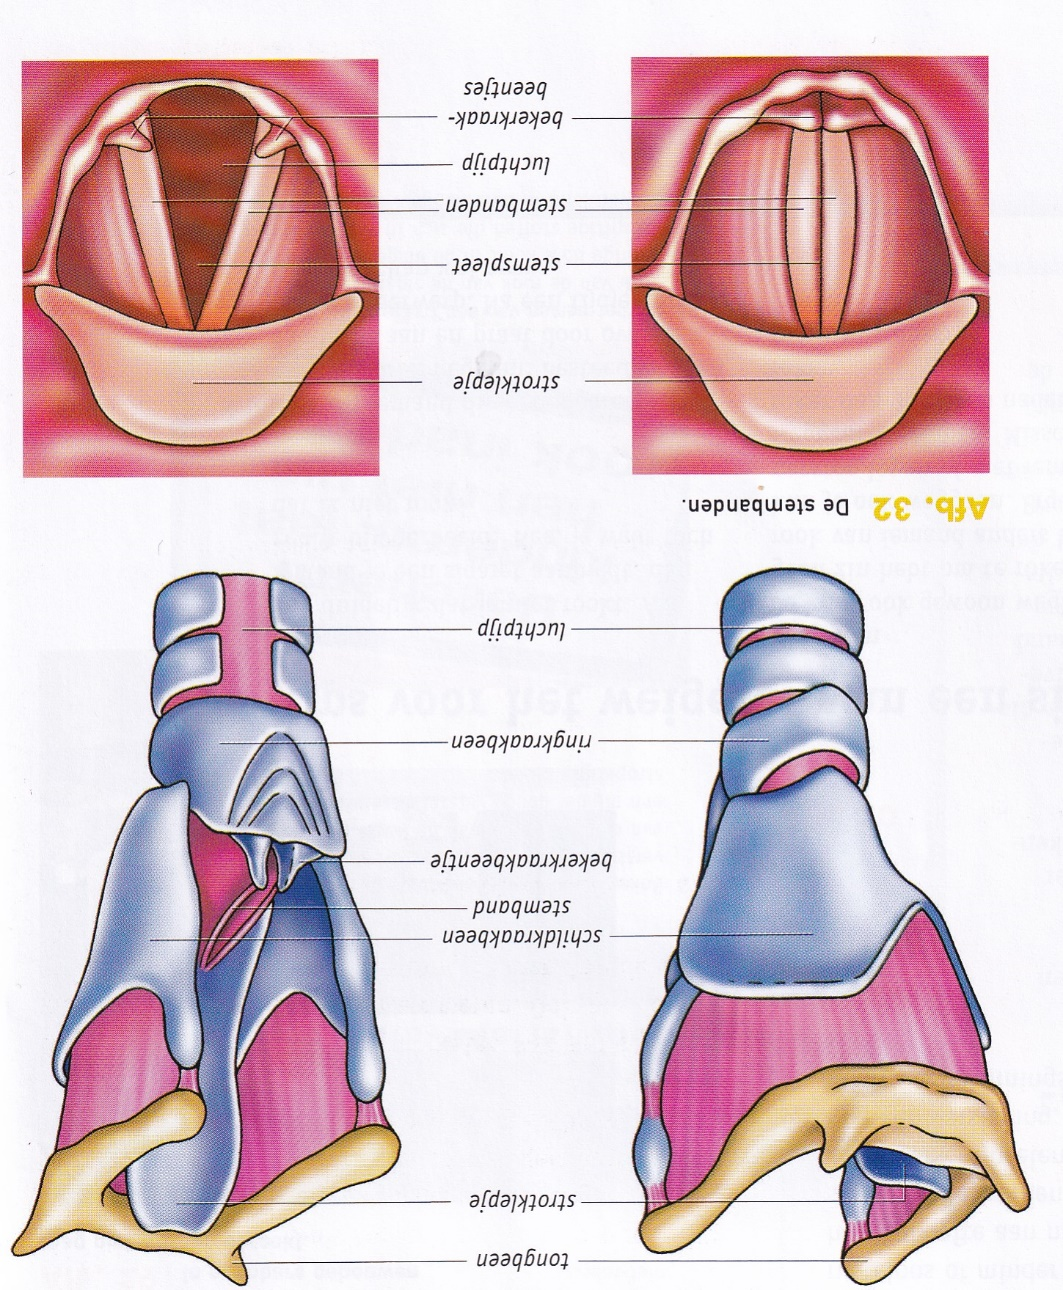 tongbeen
strotklepje
schildkraakbeen
stemband
bekerkraakbeentje
ringkraakbeen
luchtpijp
Afb. 32 De stembanden.
strotklepje
stemspleet
stembanden
luchtpijp
bekerkraak-
beentjes